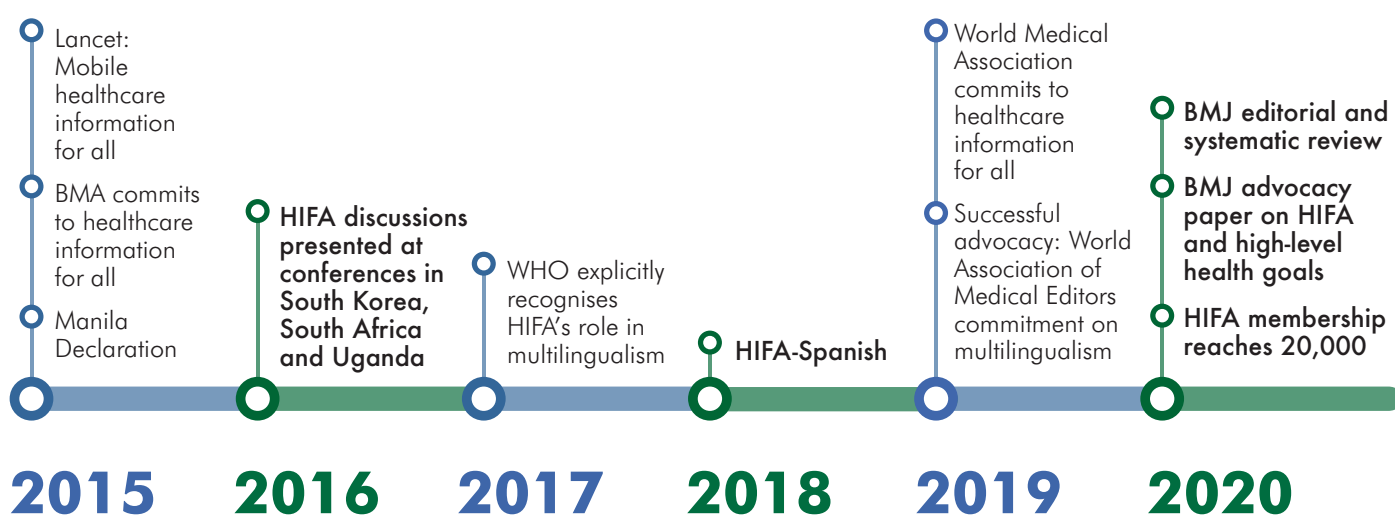 Lancet:
Mobile
healthcare
information
for all
BMA commits
to healthcare
information
for all
Manila
Declaration
HIFA discussions
presented at
conferences in
South Korea,
South Africa
and Uganda
WHO explicitly
recognises
HIFA’s role in
multilingualism
HIFA-Spanish
World Medical
Association
commits to
healthcare
information
for all
Successful
advocacy: World
Association of
Medical Editors
commitment on
multilingualism
BMJ editorial and
systematic review
BMJ advocacy
paper on HIFA
and high-level
health goals
HIFA membership
reaches 20,000
2015 2016 2017 2018 2019 2020